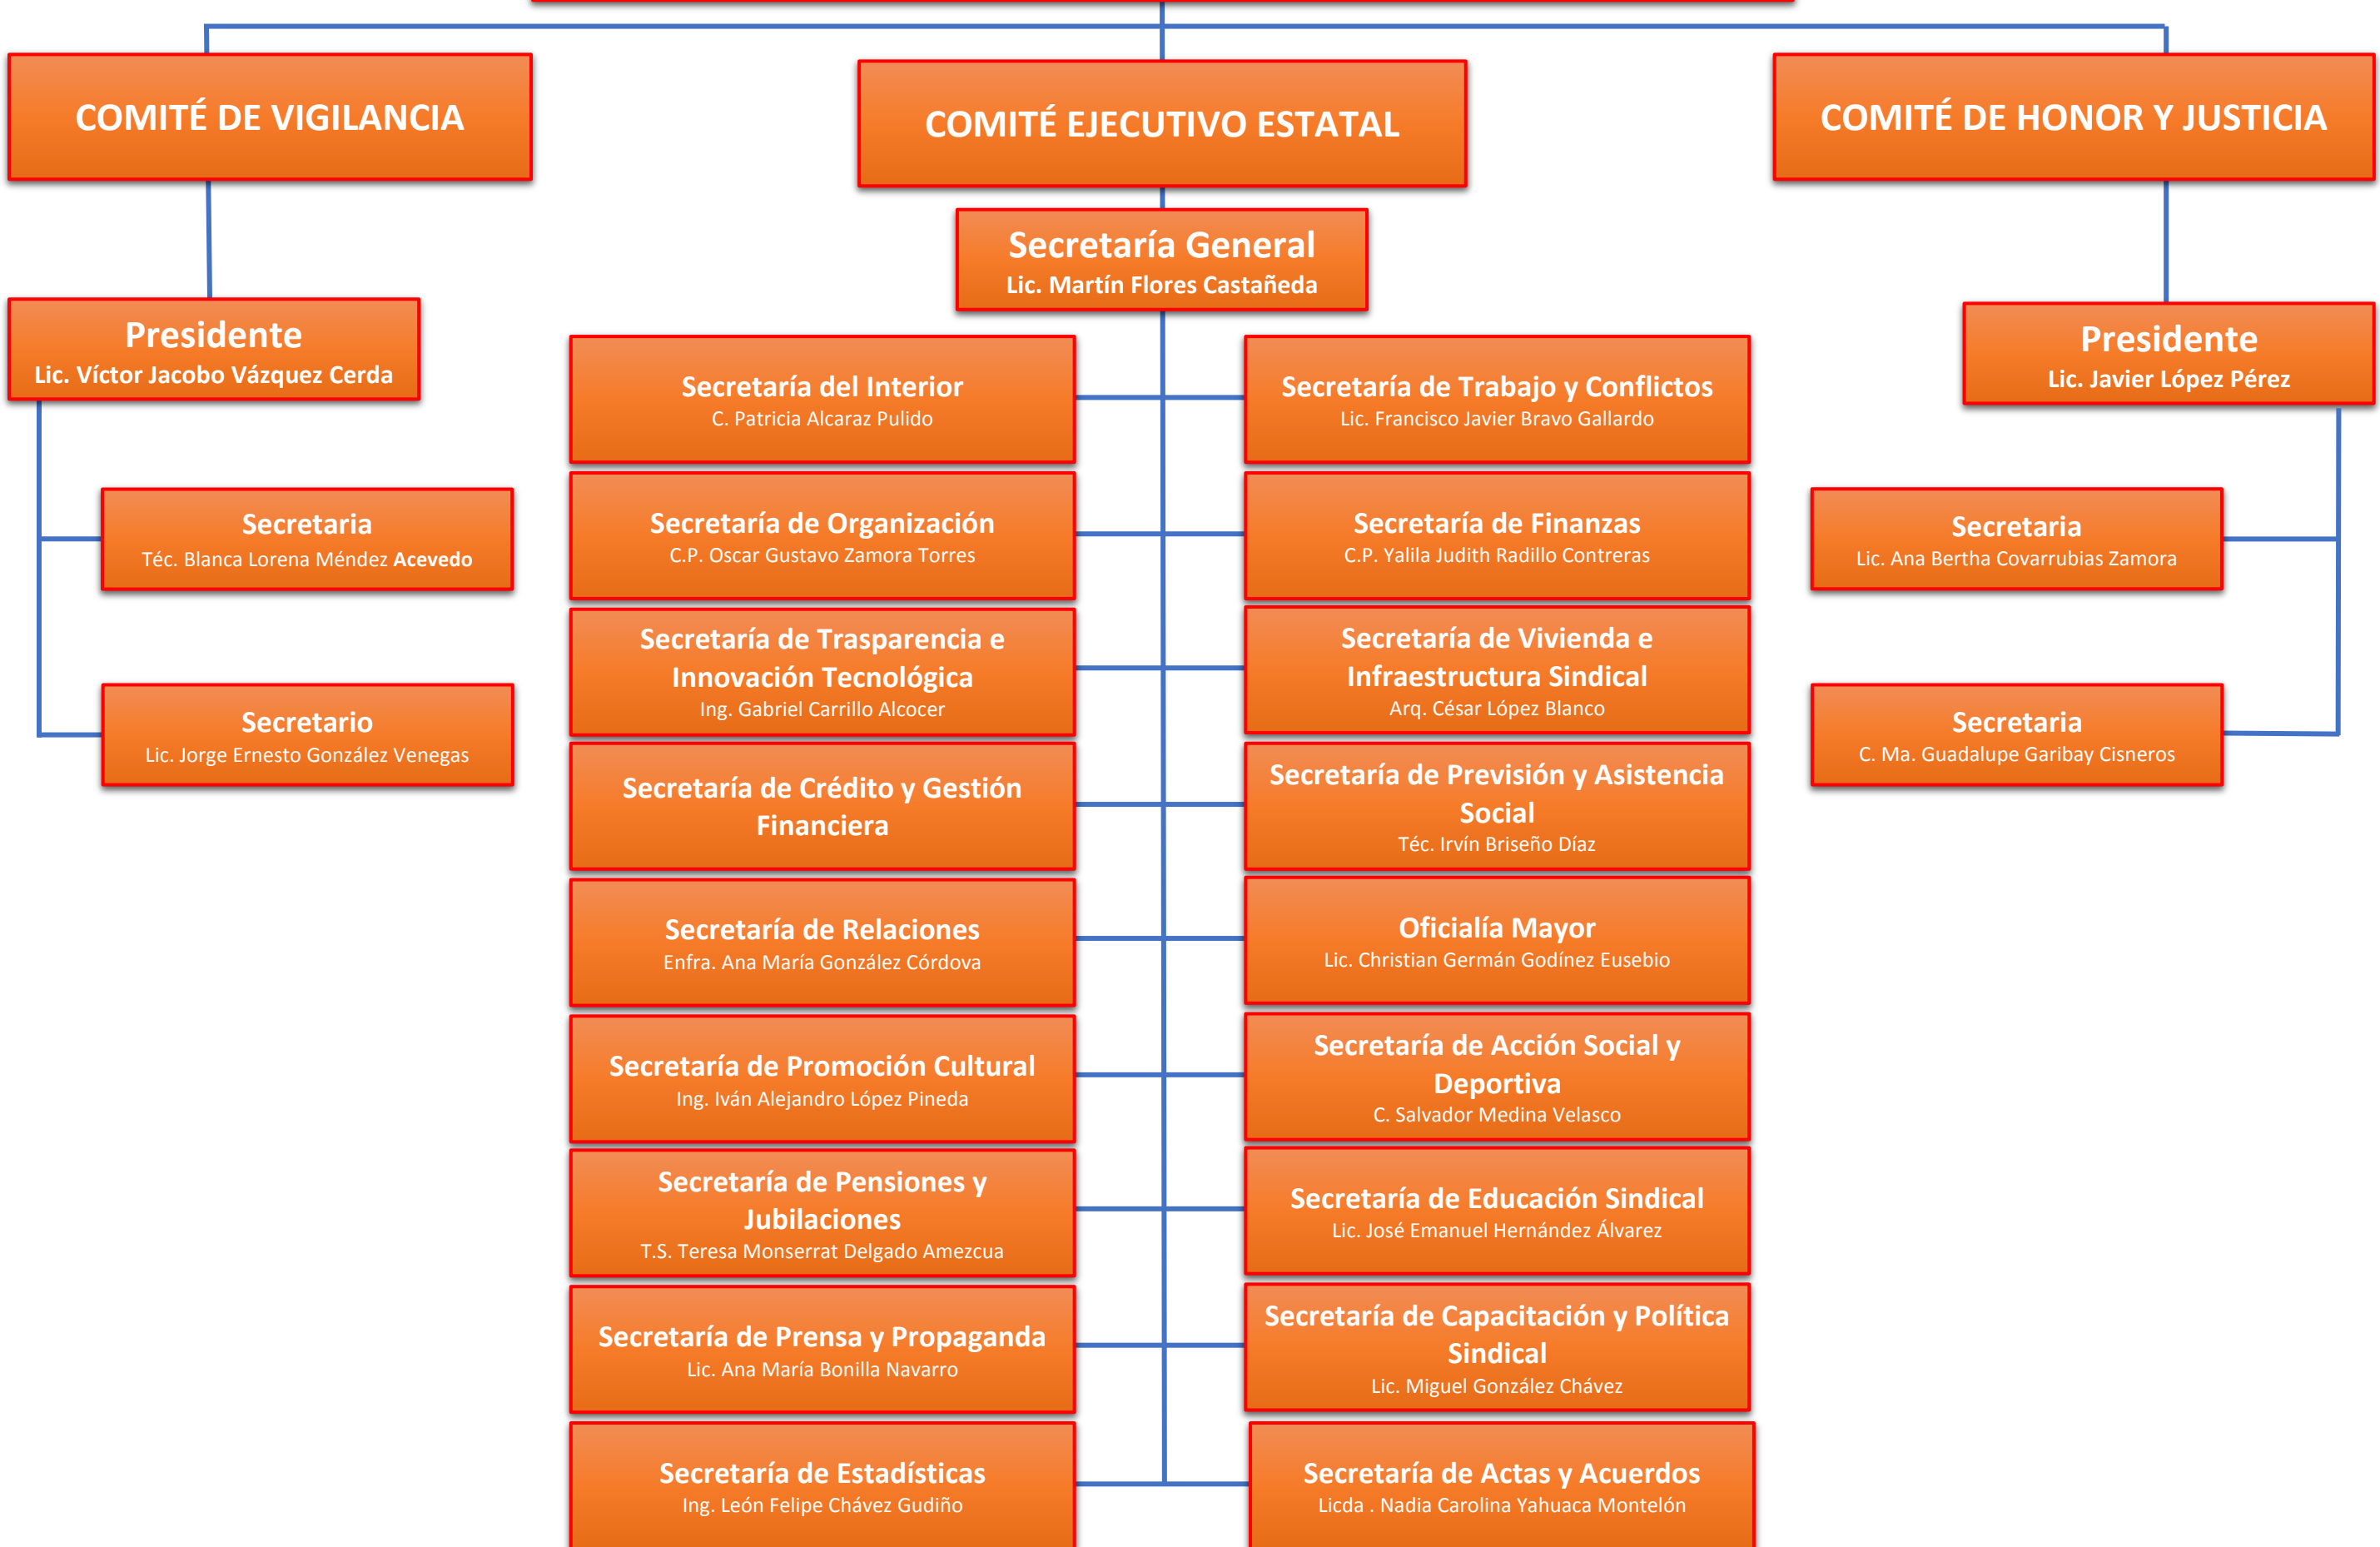 COMITÉ DE VIGILANCIA
COMITÉ EJECUTIVO ESTATAL
COMITÉ DE HONOR Y JUSTICIA
Secretaría General
Lic. Martín Flores Castañeda
Presidente
Lic. Víctor Jacobo Vázquez Cerda
Presidente
Lic. Javier López Pérez
Secretaría del Interior
C. Patricia Alcaraz Pulido
Secretaría de Trabajo y Conflictos
Lic. Francisco Javier Bravo Gallardo
Secretaria
Téc. Blanca Lorena Méndez Acevedo
Secretaría de Organización
C.P. Oscar Gustavo Zamora Torres
Secretaría de Finanzas
C.P. Yalila Judith Radillo Contreras
Secretaria
Lic. Ana Bertha Covarrubias Zamora
Secretaría de Trasparencia e
Innovación Tecnológica
Ing. Gabriel Carrillo Alcocer
Secretaría de Vivienda e
Infraestructura Sindical
Arq. César López Blanco
Secretario
Lic. Jorge Ernesto González Venegas
Secretaria
C. Ma. Guadalupe Garibay Cisneros
Secretaría de Crédito y Gestión
Financiera
Secretaría de Previsión y Asistencia
Social
Téc. Irvín Briseño Díaz
Secretaría de Relaciones
Enfra. Ana María González Córdova
Oficialía Mayor
Lic. Christian Germán Godínez Eusebio
Secretaría de Promoción Cultural
Ing. Iván Alejandro López Pineda
Secretaría de Acción Social y
Deportiva
C. Salvador Medina Velasco
Secretaría de Pensiones y
Jubilaciones
T.S. Teresa Monserrat Delgado Amezcua
Secretaría de Educación Sindical
Lic. José Emanuel Hernández Álvarez
Secretaría de Prensa y Propaganda
Lic. Ana María Bonilla Navarro
Secretaría de Capacitación y Política
Sindical
Lic. Miguel González Chávez
Secretaría de Estadísticas
Ing. León Felipe Chávez Gudiño
Secretaría de Actas y Acuerdos
Licda . Nadia Carolina Yahuaca Montelón